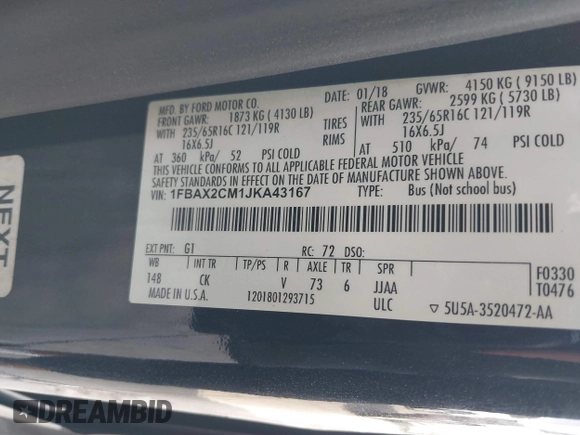 MFD. BY FORD MOTOR CO.
DATE: 01/18 GVWR: 4150 KG ( 9150 LB)
FRONT GAWR: 1873 KG ( 4130 LB) REAR GAWR: 2599 KG ( 5730 LB)
WITH 235/65R16C 121/119R TIRES WITH 235/65R16C 121/119R
16X6.5J RIMS 16X6.5J
AT 360 kPa/ 52 PSI COLD AT 510 kPa/ 74 PSI COLD
THIS VEHICLE CONFORMS TO ALL APPLICABLE FEDERAL MOTOR VEHICLE
SAFETY STANDARDS IN EFFECT ON THE DATE OF MANUFACTURE SHOWN ABOVE.
VIN: 1FBAX2CM1JKA43167 TYPE: Bus (Not school bus)
EXT PNT: G1 RC: 72 DSO:
WB INT TR TP/PS R AXLE TR SPR
148 CK V 73 6 JJAA
F0330
T0476
MADE IN U.S.A. 1201801293715 ULC 5U5A-3520472-AA
NEXT
DREAMBID